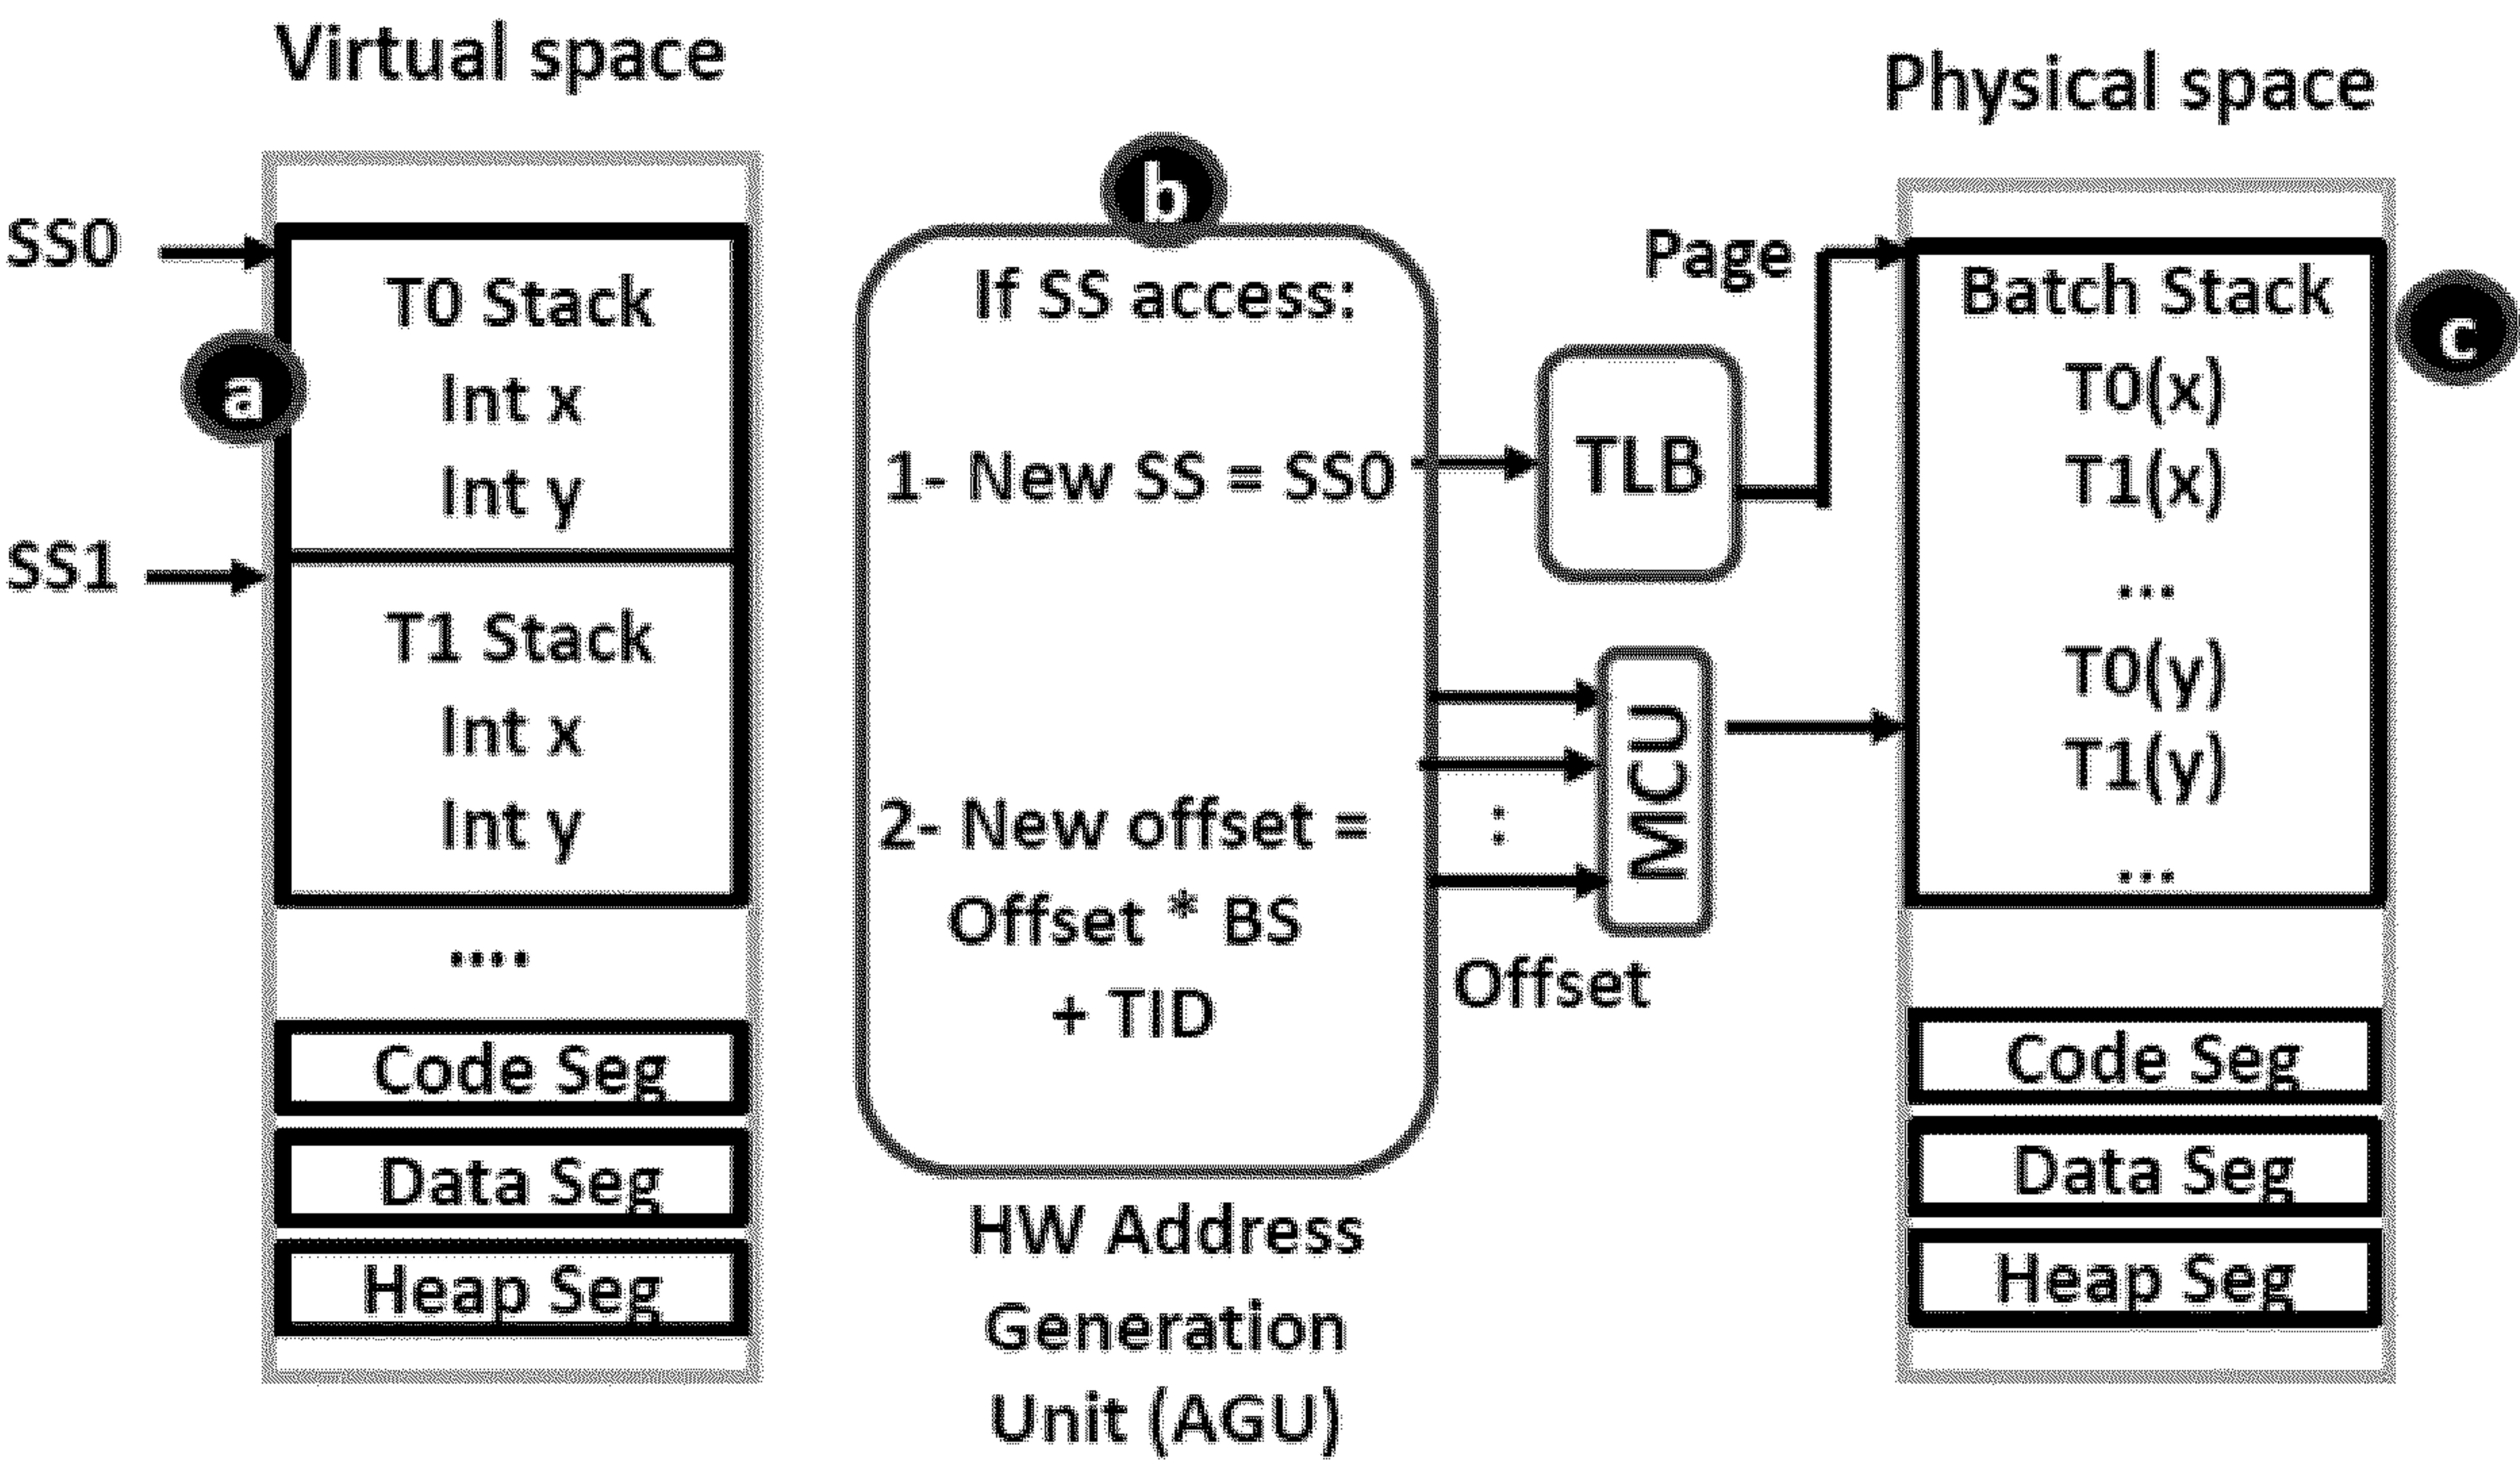 Virtual space
SS0
T0 Stack
Int x
Int y
a
SS1
T1 Stack
Int x
Int y
....
Code Seg
Data Seg
Heap Seg
b
If SS access:
1- New SS = SS0
2- New offset =
Offset * BS
+ TID
HW Address
Generation
Unit (AGU)
TLB
MCU
:
Offset
Page
Physical space
Batch Stack
T0(x)
T1(x)
...
T0(y)
T1(y)
...
c
Code Seg
Data Seg
Heap Seg